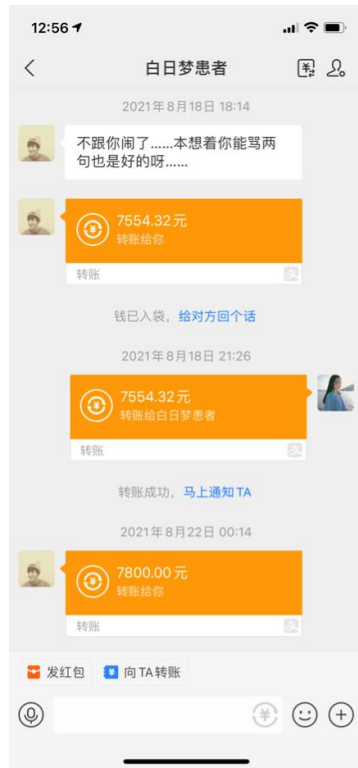 12:56
白日梦患者
2021年8月18日 18:14
不跟你闹了......本想着你能骂两
句也是好的呀......
7554.32元
转账给你
转账
钱已入袋，给对方回个话
2021年8月18日 21:26
7554.32元
转账给白日梦患者
转账
转账成功，马上通知TA
2021年8月22日 00:14
7800.00元
转账给你
转账
发红包 向TA转账